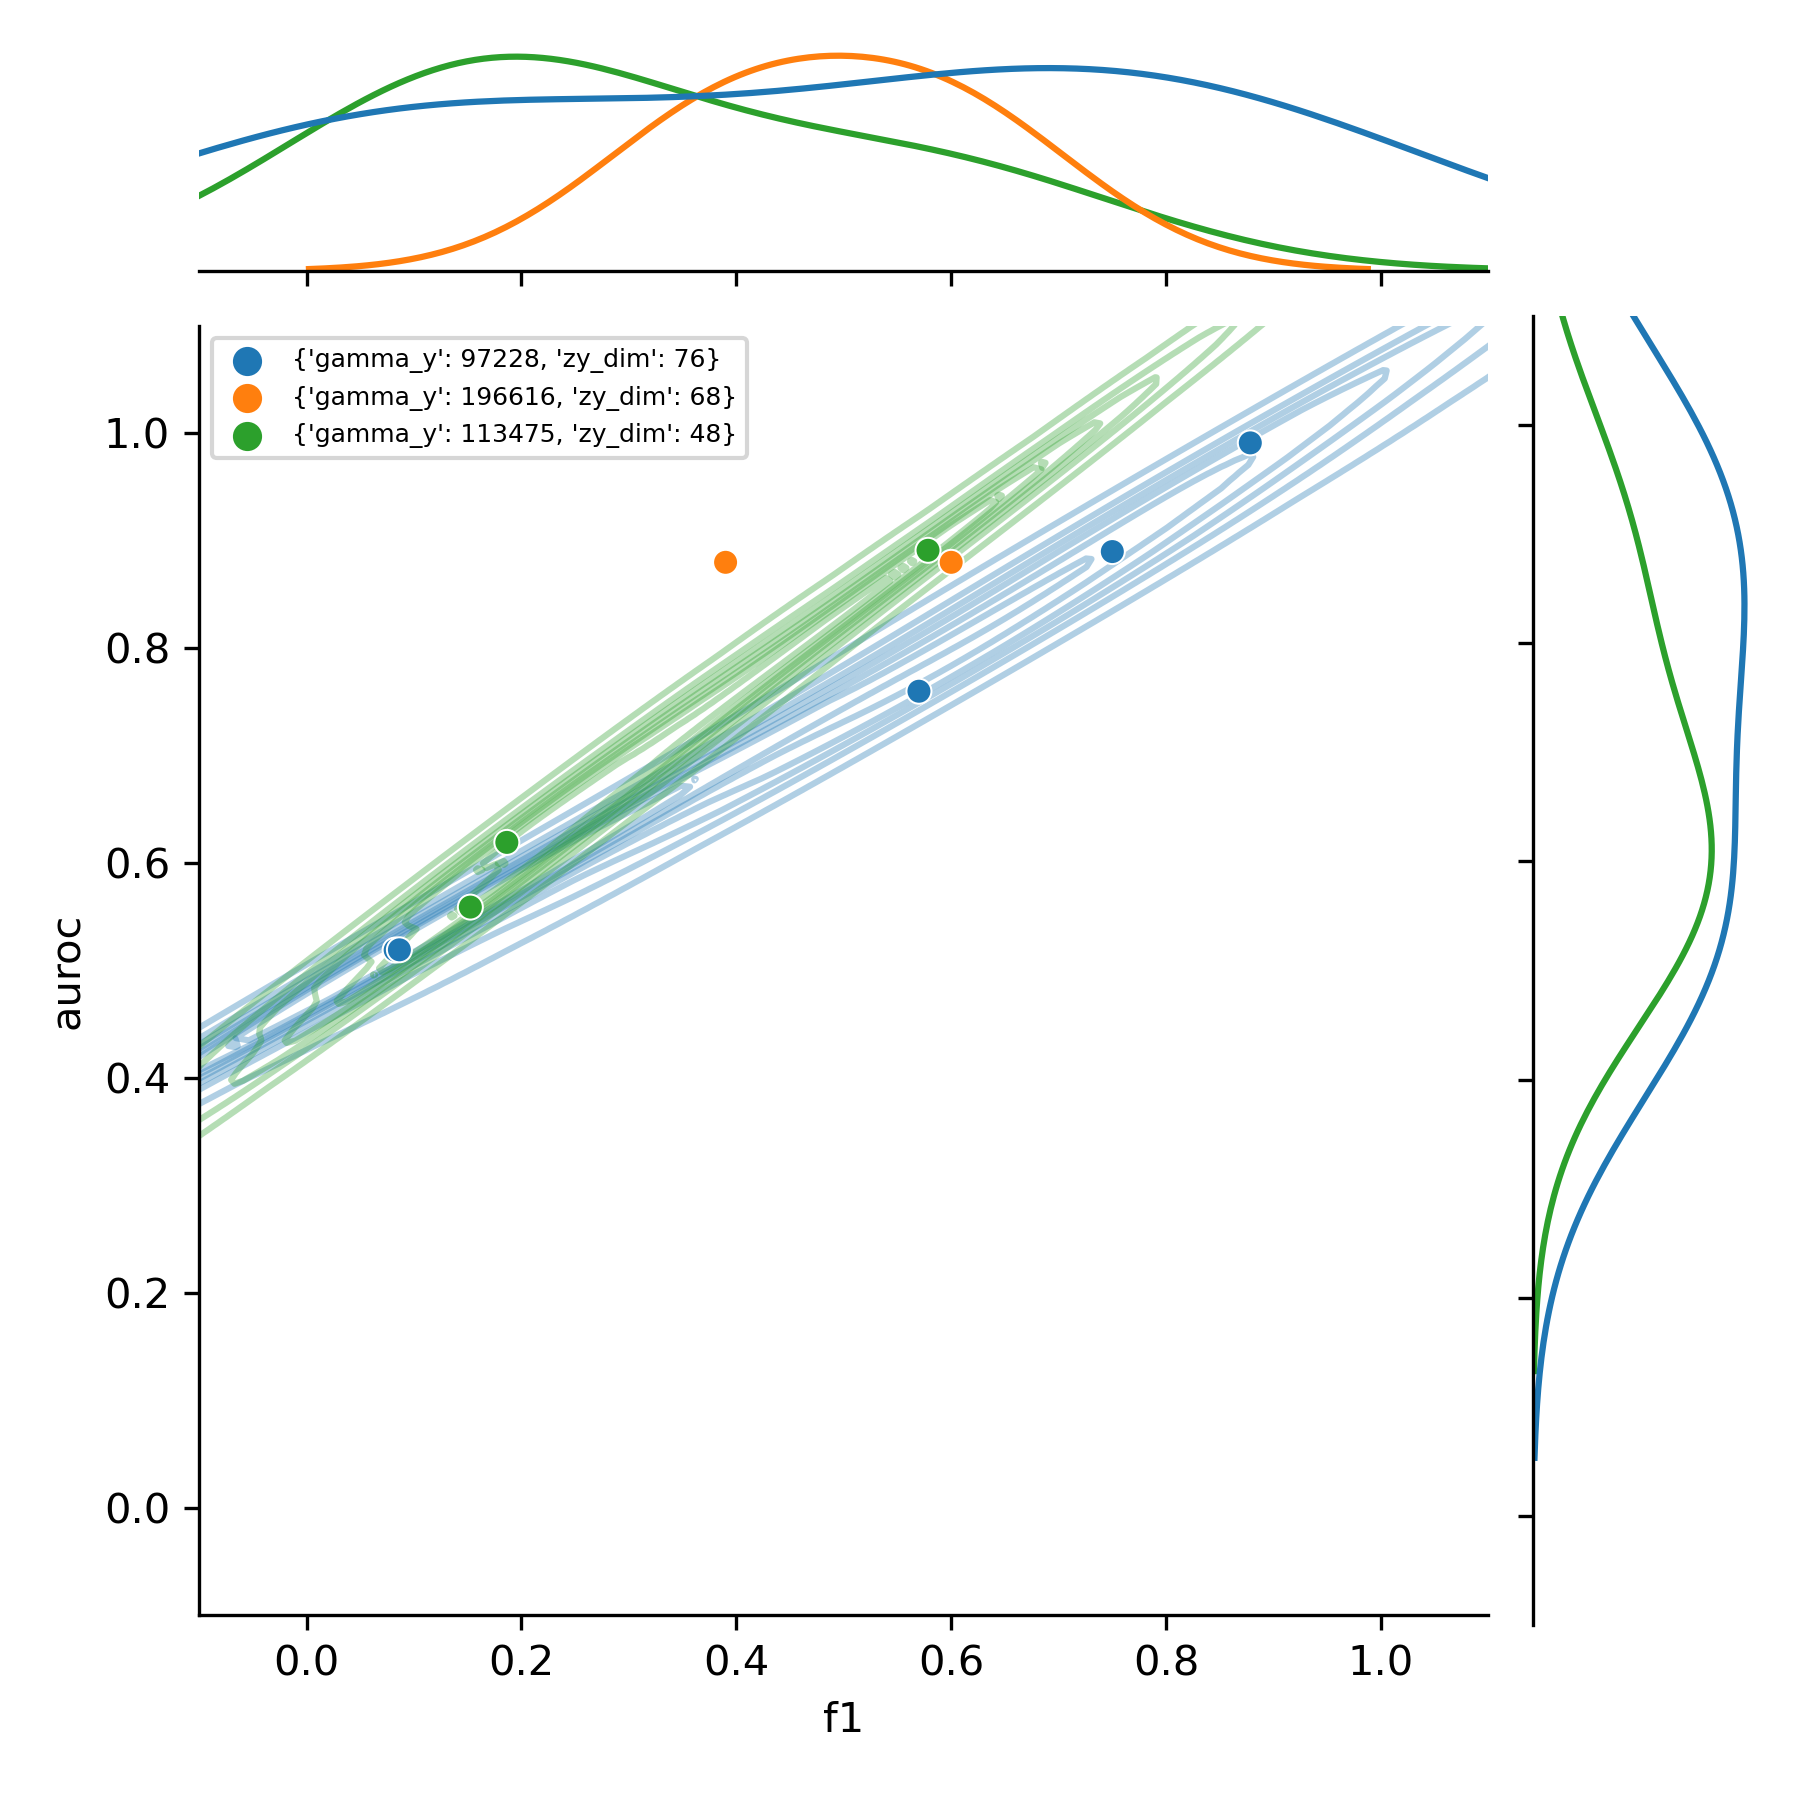 {'gamma_y': 97228, 'zy_dim': 76}
{'gamma_y': 196616, 'zy_dim': 68}
{'gamma_y': 113475, 'zy_dim': 48}
1.0
0.8
0.6
0.4
0.2
0.0
auroc
0.0 0.2 0.4 0.6 0.8 1.0
f1